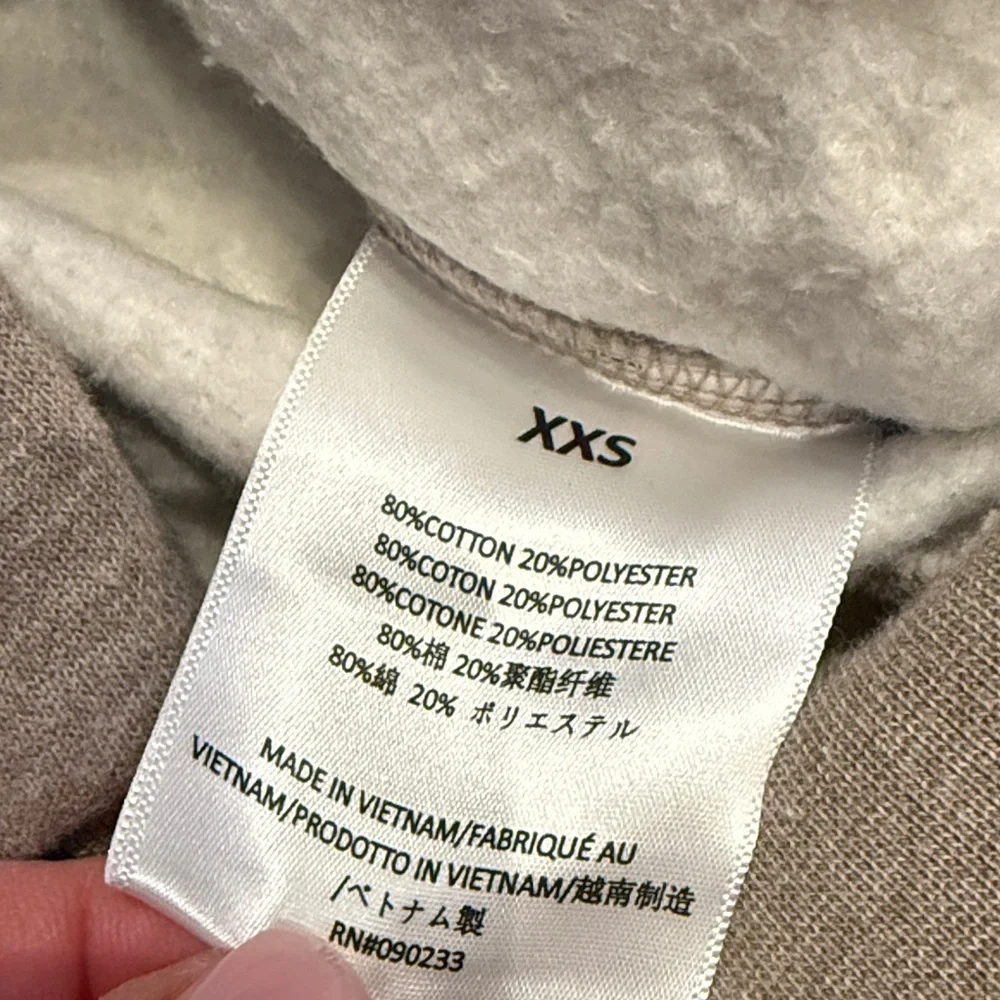 XXS
80%COTTON 20%POLYESTER
80%COTON 20%POLYESTER
80%COTONE 20%POLIESTERE
80%棉 20%聚酯纤维
80%綿 20% ポリエステル
MADE IN VIETNAM/FABRIQUÉ AU
VIETNAM/PRODOTTO IN VIETNAM/越南制造
/ベトナム製
RN#090233